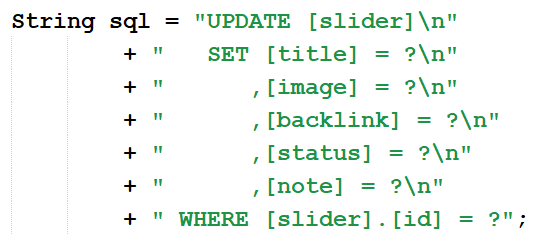 String sql = "UPDATE [slider]\n"
        + "   SET [title] = ?\n"
        + "      ,[image] = ?\n"
        + "      ,[backlink] = ?\n"
        + "      ,[status] = ?\n"
        + "      ,[note] = ?\n"
        + " WHERE [slider].[id] = ?";